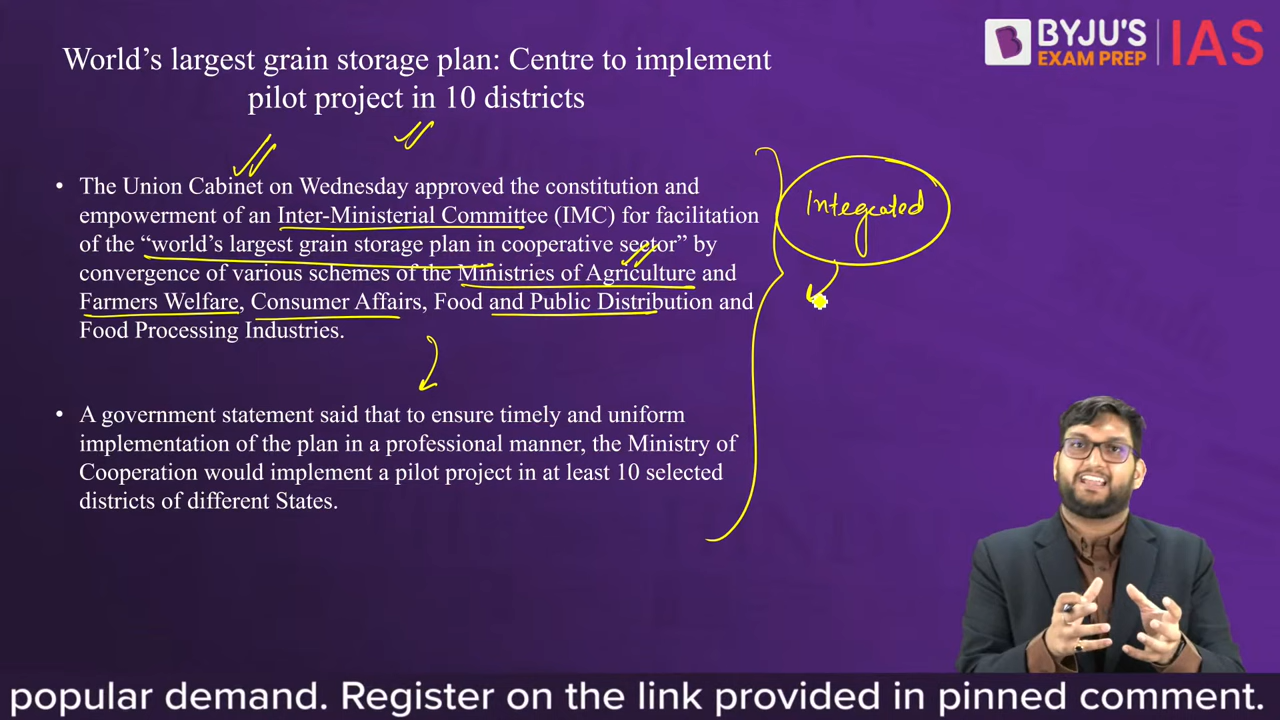 World’s largest grain storage plan: Centre to implement
pilot project in 10 districts
BYJU'S
EXAM PREP
IAS
• The Union Cabinet on Wednesday approved the constitution and
empowerment of an Inter-Ministerial Committee (IMC) for facilitation
of the “world’s largest grain storage plan in cooperative sector” by
convergence of various schemes of the Ministries of Agriculture and
Farmers Welfare, Consumer Affairs, Food and Public Distribution and
Food Processing Industries.
Integrated
• A government statement said that to ensure timely and uniform
implementation of the plan in a professional manner, the Ministry of
Cooperation would implement a pilot project in at least 10 selected
districts of different States.
popular demand. Register on the link provided in pinned comment.